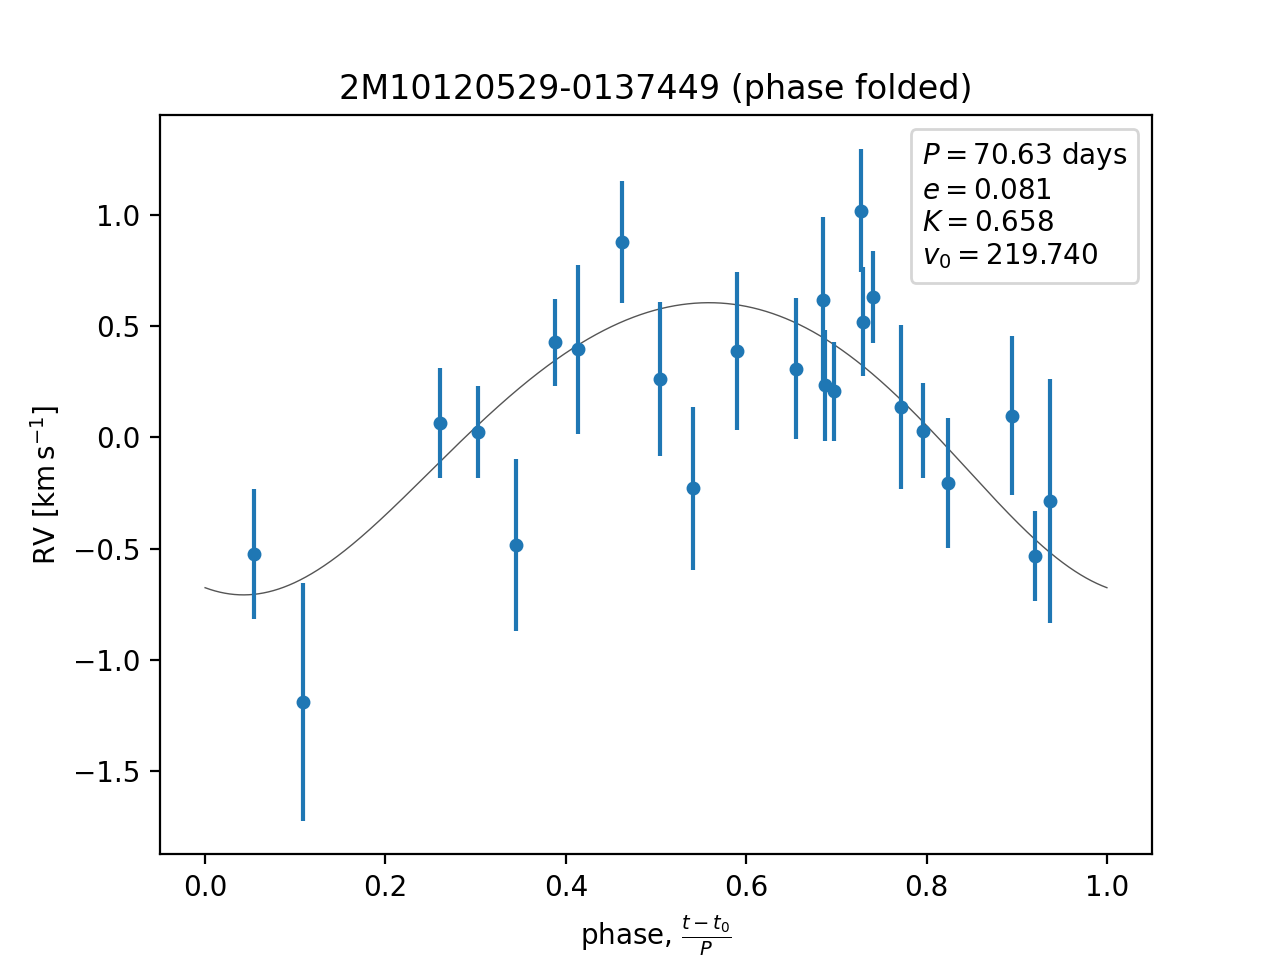 2M10120529-0137449 (phase folded)
P = 70.63 days
e = 0.081
K = 0.658
v₀ = 219.740
1.0
0.5
0.0
−0.5
−1.0
−1.5
RV [km s⁻¹]
0.0 0.2 0.4 0.6 0.8 1.0
phase, (t − t₀)/P